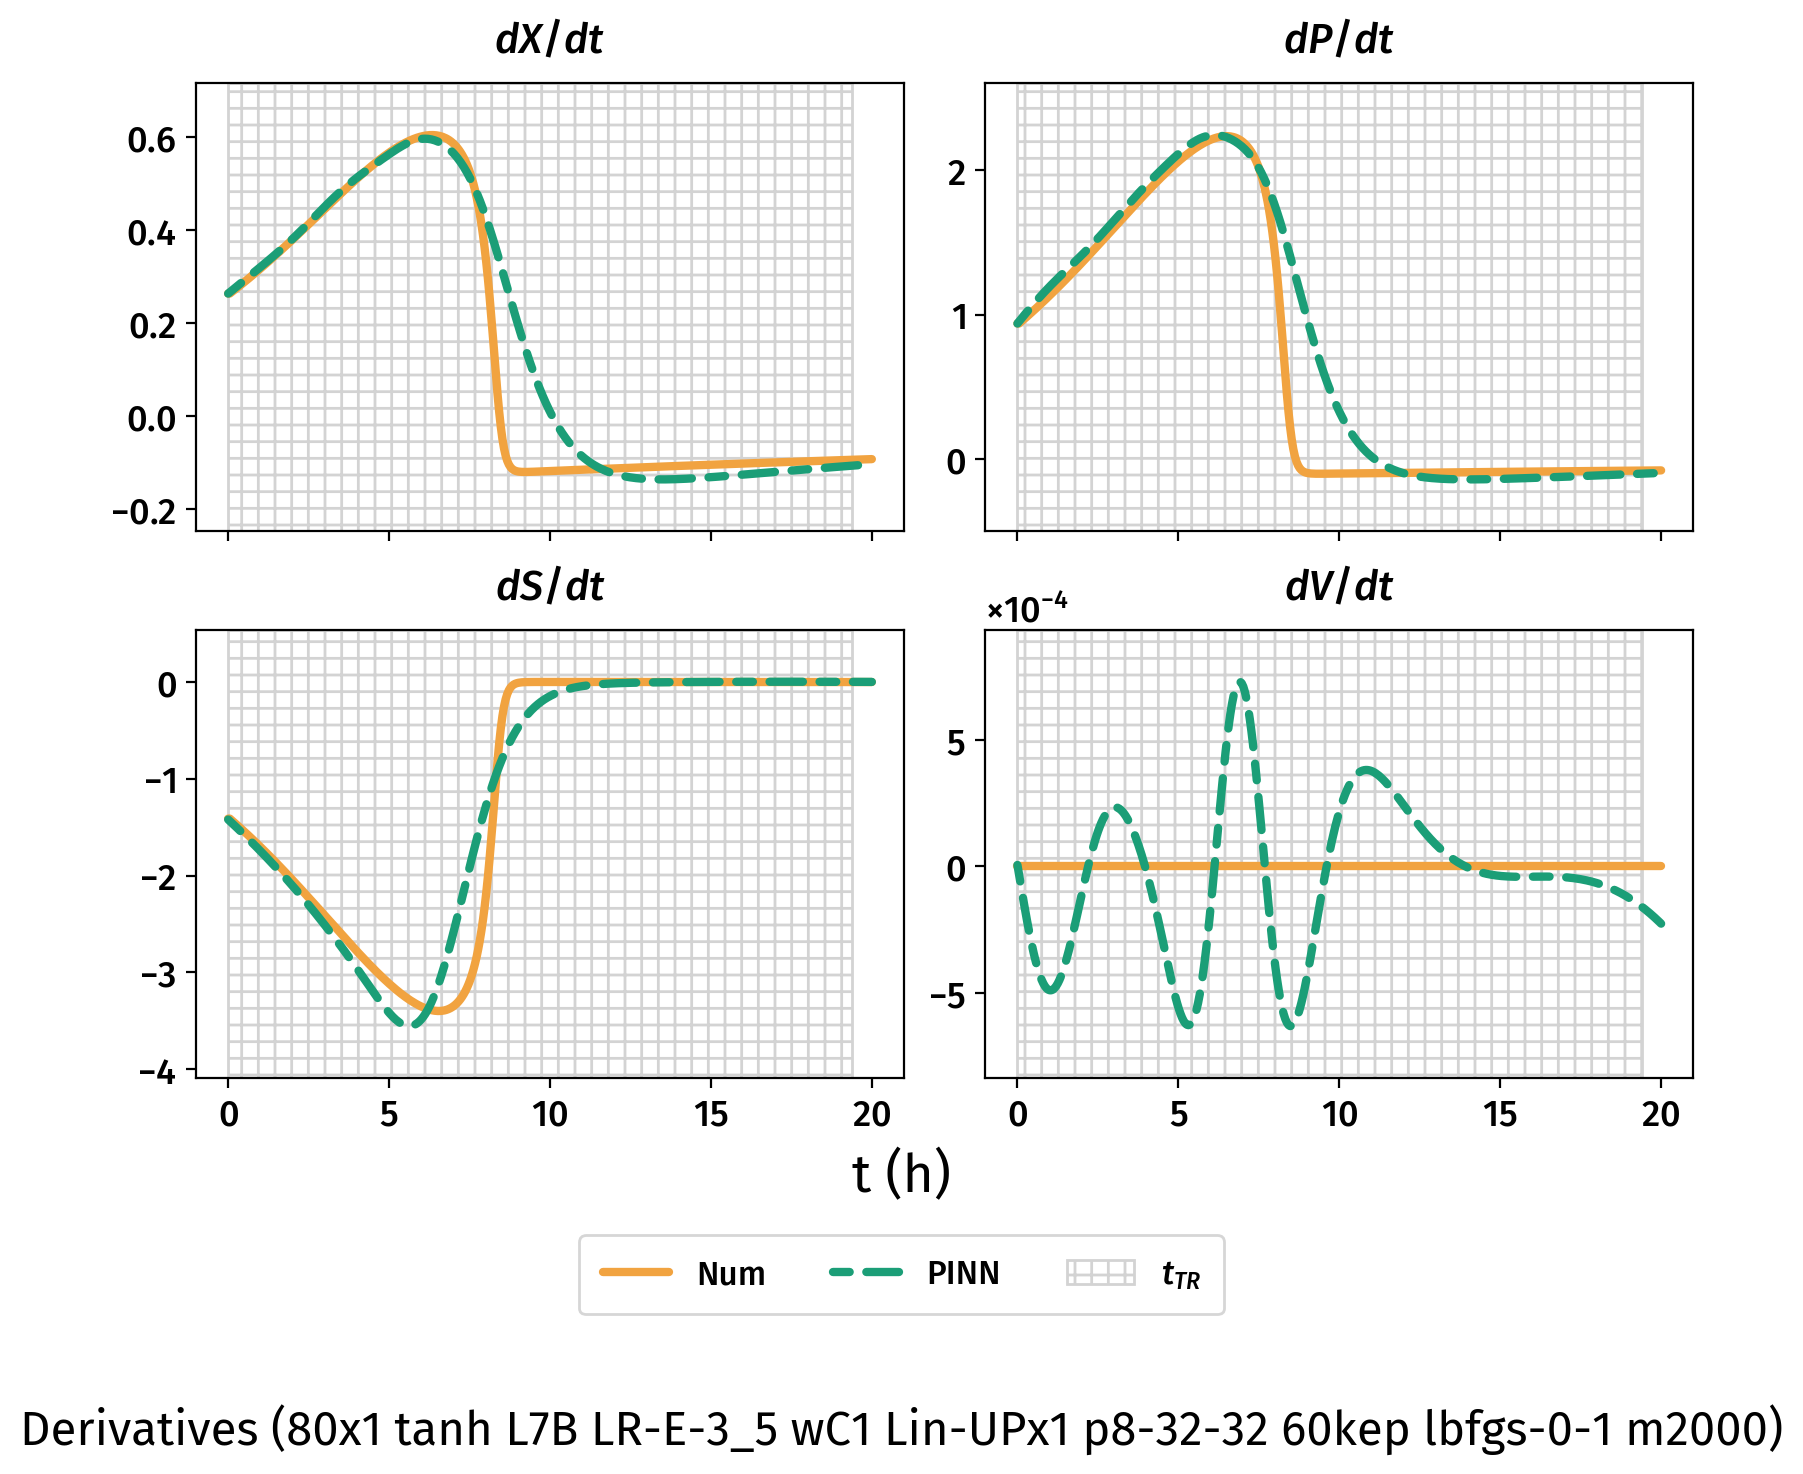 dX/dt
dP/dt
0.6
0.4
0.2
0.0
−0.2
2
1
0
dS/dt
dV/dt
×10⁻⁴
0
−1
−2
−3
−4
5
0
−5
0 5 10 15 20
0 5 10 15 20
t (h)
Num PINN t_TR
Derivatives (80x1 tanh L7B LR-E-3_5 wC1 Lin-UPx1 p8-32-32 60kep lbfgs-0-1 m2000)